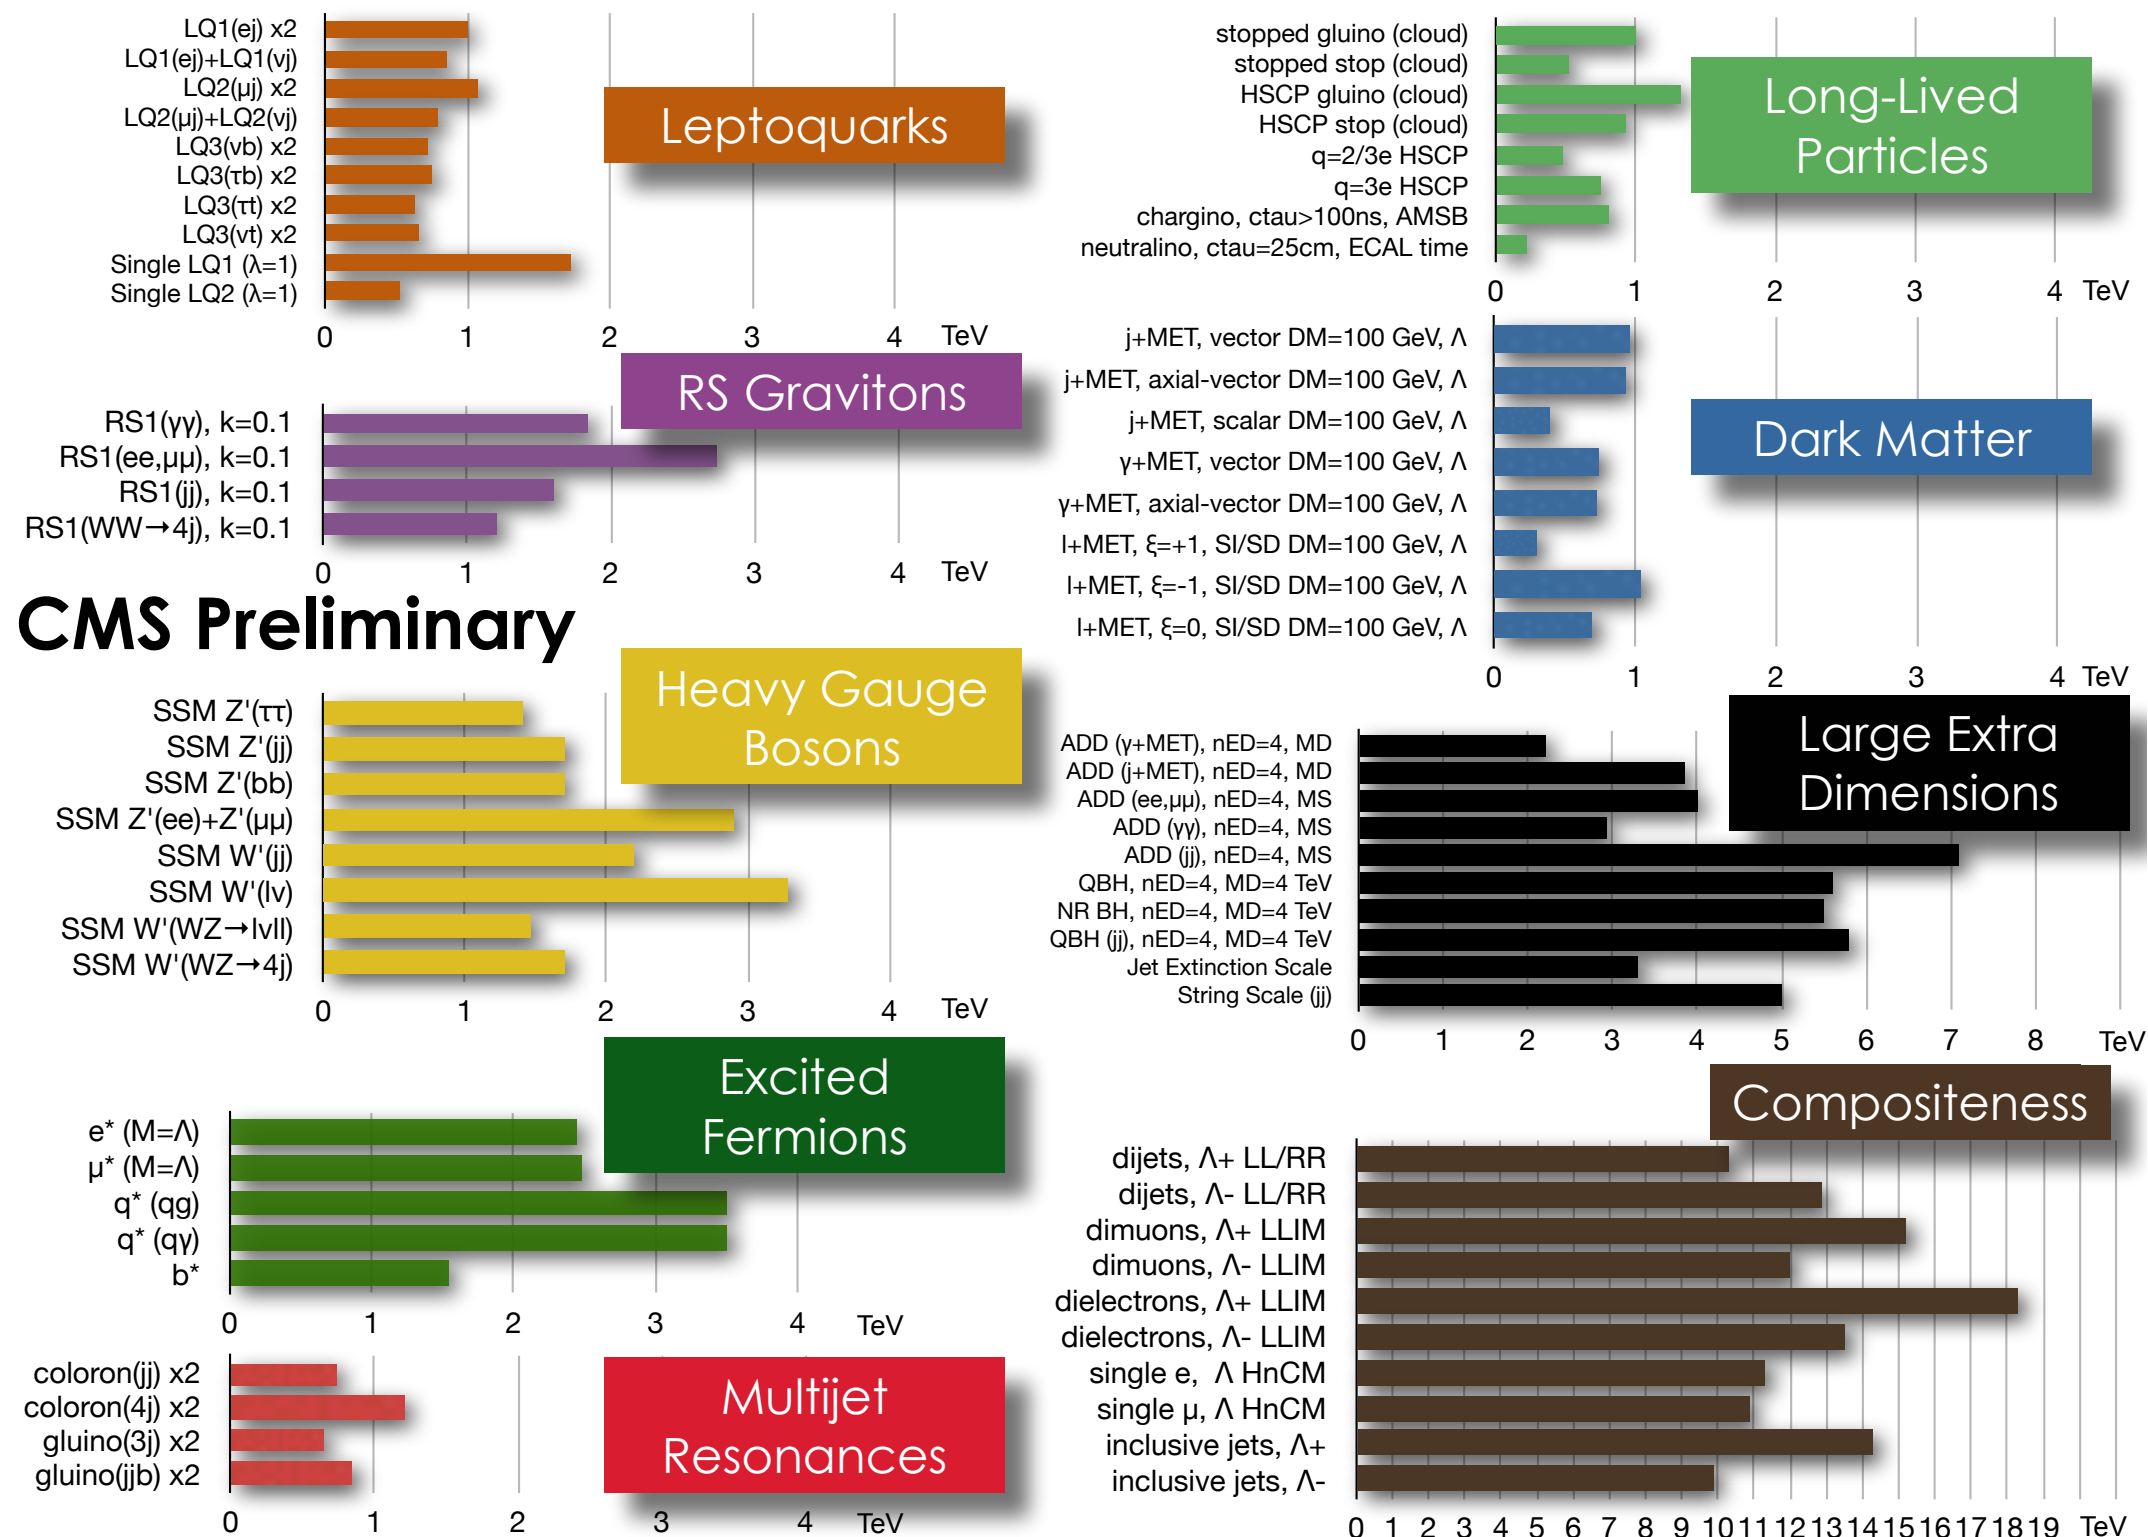 LQ1(ej) x2
LQ1(ej)+LQ1(νj)
LQ2(μj) x2
LQ2(μj)+LQ2(νj)
LQ3(νb) x2
LQ3(τb) x2
LQ3(τt) x2
LQ3(νt) x2
Single LQ1 (λ=1)
Single LQ2 (λ=1)
Leptoquarks
0 1 2 3 4 TeV
RS Gravitons
RS1(γγ), k=0.1
RS1(ee,μμ), k=0.1
RS1(jj), k=0.1
RS1(WW→4j), k=0.1
0 1 2 3 4 TeV
CMS Preliminary
Heavy Gauge
Bosons
SSM Z'(ττ)
SSM Z'(jj)
SSM Z'(bb)
SSM Z'(ee)+Z'(μμ)
SSM W'(jj)
SSM W'(lν)
SSM W'(WZ→lνll)
SSM W'(WZ→4j)
0 1 2 3 4 TeV
Excited
Fermions
e* (M=Λ)
μ* (M=Λ)
q* (qg)
q* (qγ)
b*
0 1 2 3 4 TeV
coloron(jj) x2
coloron(4j) x2
gluino(3j) x2
gluino(jjb) x2
Multijet
Resonances
0 1 2 3 4 TeV
stopped gluino (cloud)
stopped stop (cloud)
HSCP gluino (cloud)
HSCP stop (cloud)
q=2/3e HSCP
q=3e HSCP
chargino, ctau>100ns, AMSB
neutralino, ctau=25cm, ECAL time
Long-Lived
Particles
0 1 2 3 4 TeV
j+MET, vector DM=100 GeV, Λ
j+MET, axial-vector DM=100 GeV, Λ
j+MET, scalar DM=100 GeV, Λ
γ+MET, vector DM=100 GeV, Λ
γ+MET, axial-vector DM=100 GeV, Λ
l+MET, ξ=+1, SI/SD DM=100 GeV, Λ
l+MET, ξ=-1, SI/SD DM=100 GeV, Λ
l+MET, ξ=0, SI/SD DM=100 GeV, Λ
Dark Matter
0 1 2 3 4 TeV
Large Extra
Dimensions
ADD (γ+MET), nED=4, MD
ADD (j+MET), nED=4, MD
ADD (ee,μμ), nED=4, MS
ADD (γγ), nED=4, MS
ADD (jj), nED=4, MS
QBH, nED=4, MD=4 TeV
NR BH, nED=4, MD=4 TeV
QBH (jj), nED=4, MD=4 TeV
Jet Extinction Scale
String Scale (jj)
0 1 2 3 4 5 6 7 8 TeV
Compositeness
dijets, Λ+ LL/RR
dijets, Λ- LL/RR
dimuons, Λ+ LLIM
dimuons, Λ- LLIM
dielectrons, Λ+ LLIM
dielectrons, Λ- LLIM
single e, Λ HnCM
single μ, Λ HnCM
inclusive jets, Λ+
inclusive jets, Λ-
0 1 2 3 4 5 6 7 8 9 10 11 12 13 14 15 16 17 18 19 TeV